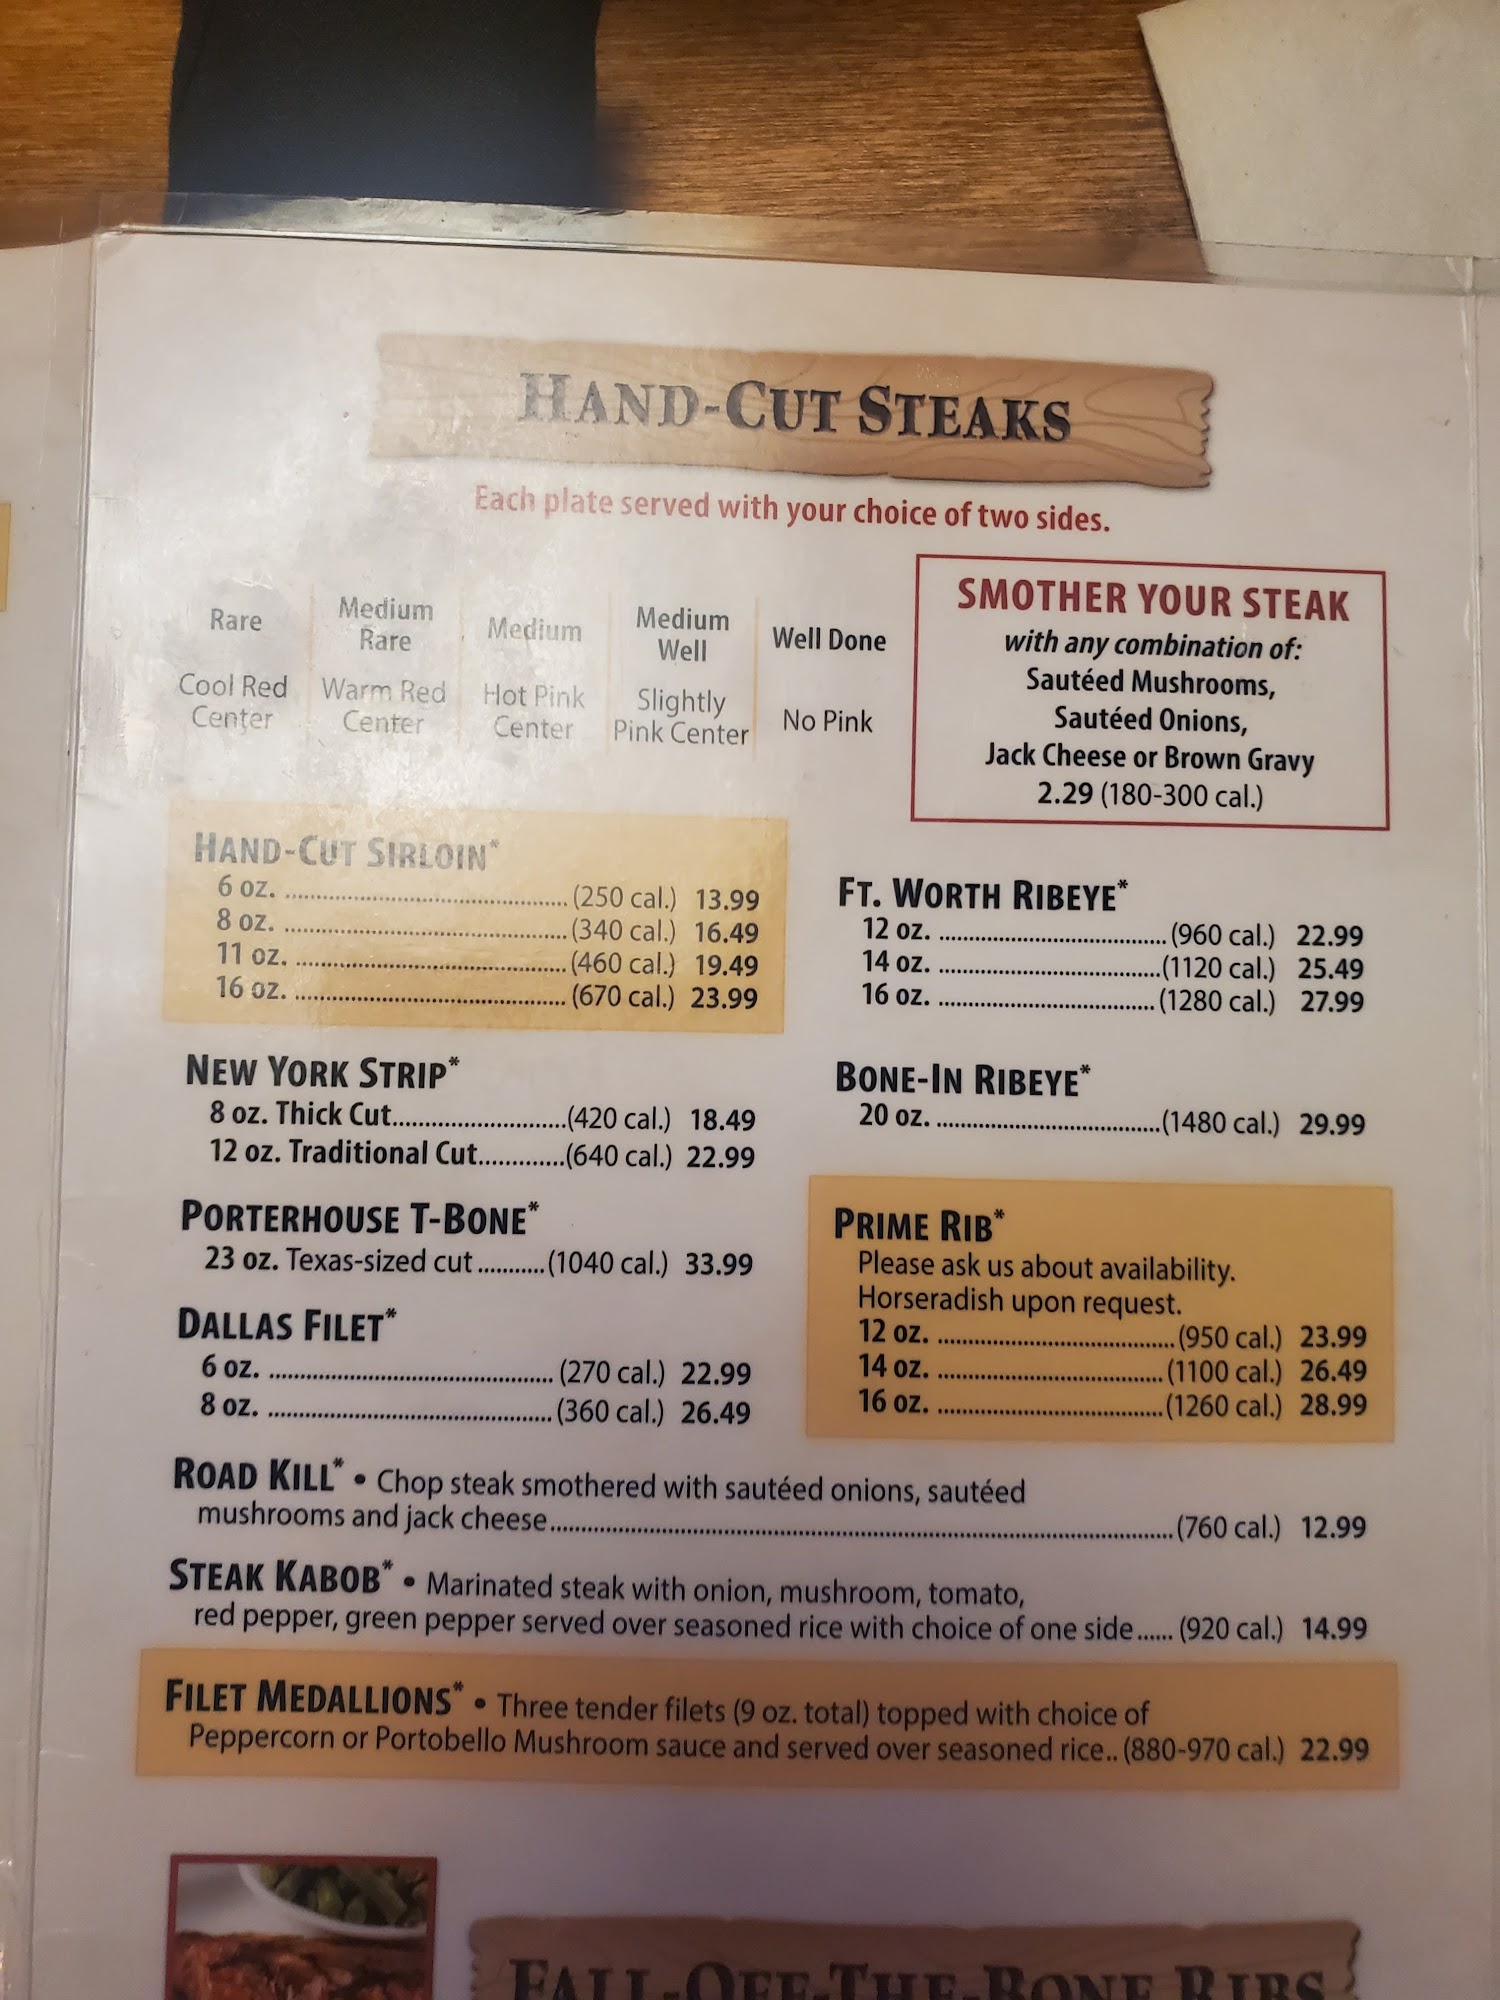 HAND-CUT STEAKS
Each plate served with your choice of two sides.
Rare
Cool Red
Center
Medium
Rare
Warm Red
Center
Medium
Hot Pink
Center
Medium
Well
Slightly
Pink Center
Well Done
No Pink
SMOTHER YOUR STEAK
with any combination of:
Sautéed Mushrooms,
Sautéed Onions,
Jack Cheese or Brown Gravy
2.29 (180-300 cal.)
HAND-CUT SIRLOIN*
6 oz. ........................................ (250 cal.) 13.99
8 oz. ........................................ (340 cal.) 16.49
11 oz. ....................................... (460 cal.) 19.49
16 oz. ....................................... (670 cal.) 23.99
NEW YORK STRIP*
8 oz. Thick Cut.........................(420 cal.) 18.49
12 oz. Traditional Cut.............(640 cal.) 22.99
PORTERHOUSE T-BONE*
23 oz. Texas-sized cut ...........(1040 cal.) 33.99
DALLAS FILET*
6 oz. ......................................... (270 cal.) 22.99
8 oz. ......................................... (360 cal.) 26.49
FT. WORTH RIBEYE*
12 oz. .................................. (960 cal.) 22.99
14 oz. .................................(1120 cal.) 25.49
16 oz. ................................ (1280 cal.) 27.99
BONE-IN RIBEYE*
20 oz. .................................(1480 cal.) 29.99
PRIME RIB*
Please ask us about availability.
Horseradish upon request.
12 oz. ................................... (950 cal.) 23.99
14 oz. ................................. (1100 cal.) 26.49
16 oz. ................................. (1260 cal.) 28.99
ROAD KILL* • Chop steak smothered with sautéed onions, sautéed
mushrooms and jack cheese.......................................................................................... (760 cal.) 12.99
STEAK KABOB* • Marinated steak with onion, mushroom, tomato,
red pepper, green pepper served over seasoned rice with choice of one side...... (920 cal.) 14.99
FILET MEDALLIONS* • Three tender filets (9 oz. total) topped with choice of
Peppercorn or Portobello Mushroom sauce and served over seasoned rice.. (880-970 cal.) 22.99
FALL-OFF-THE-BONE RIBS